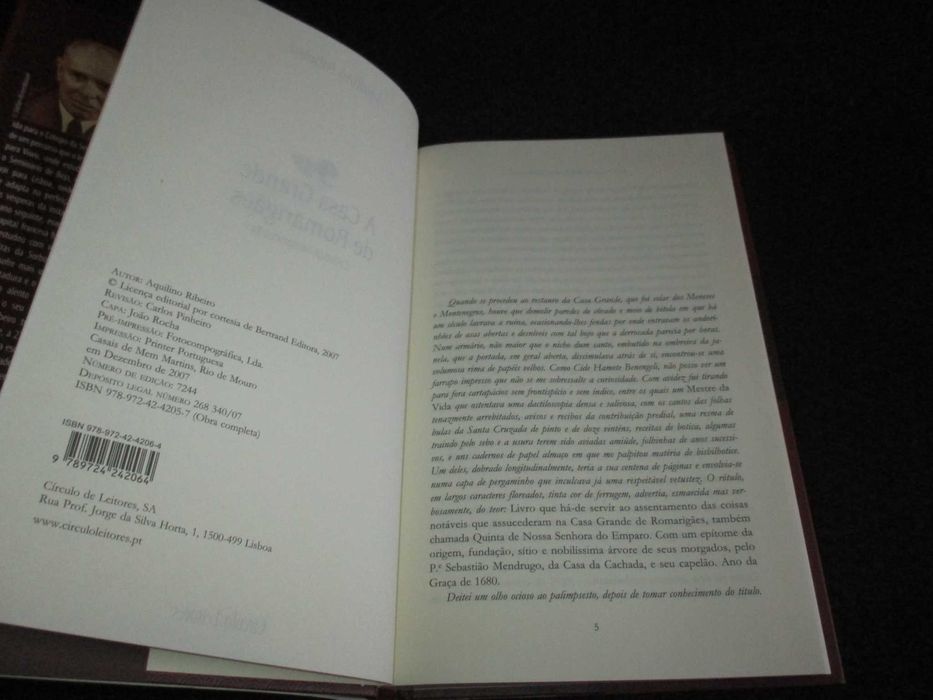 A Casa Grande
de Romarigães
AUTOR: Aquilino Ribeiro
© Licença editorial por cortesia de Bertrand Editora, 2007
REVISÃO: Carlos Pinheiro
CAPA: João Rocha
PRÉ-IMPRESSÃO: Fotocompográfica, Lda.
IMPRESSÃO: Printer Portuguesa
Casais de Mem Martins, Rio de Mouro
em Dezembro de 2007
NÚMERO DE EDIÇÃO: 7244
DEPÓSITO LEGAL NÚMERO 268 340/07
ISBN 978-972-42-4205-7 (Obra completa)
ISBN 978-972-42-4206-4
9 789724 242064
Círculo de Leitores, SA
Rua Prof. Jorge da Silva Horta, 1, 1500-499 Lisboa
www.circuloleitores.pt
Quando se procedeu ao restauro da Casa Grande, que foi solar dos Meneses
e Montenegros, houve que demolir paredes de côvado e meio de bitola em que há
um século lavrara a ruína, ocasionando-lhes fendas por onde entravam os andori-
nhões de asas abertas e desníveis com tal bojo que a derrocada parecia por horas.
Num armário, não maior que o nicho dum santo, embutido na ombreira da ja-
nela, que a portada, em geral aberta, dissimulava atrás de si, encontrou-se uma
volumosa rima de papéis velhos. Como Cide Hamete Benengeli, não posso ver um
farrapo impresso que não se me sobressalte a curiosidade. Com avidez fui tirando
para fora cartapácios sem frontispício e sem índice, entre os quais um Mestre da
Vida que ostentava uma dactiloscopia densa e salivosa, com os cantos das folhas
tenazmente arrebitados, avisos e recibos da contribuição predial, uma resma de
bulas da Santa Cruzada de pinto e de doze vinténs, receitas de botica, algumas
traindo pelo sebo e a usura terem sido aviadas amiúde, folhinhas de anos sucessi-
vos, e uns cadernos de papel almaço em que me palpitou matéria de bisbilhotice.
Um deles, dobrado longitudinalmente, teria a sua centena de páginas e envolvia-se
numa capa de pergaminho que inculcava já uma respeitável vetustez. O rótulo,
em largos caracteres floreados, tinta cor de ferrugem, advertia, esmarcida mas ver-
bosamente, do teor: Livro que há-de servir ao assentamento das coisas
notáveis que assucederam na Casa Grande de Romarigães, também
chamada Quinta de Nossa Senhora do Emparo. Com um epítome da
origem, fundação, sítio e nobilíssima árvore de seus morgados, pelo
P.e Sebastião Mendrugo, da Casa da Cachada, e seu capelão. Ano da
Graça de 1680.
Deitei um olho ocioso ao palimpsesto, depois de tomar conhecimento do título.
5